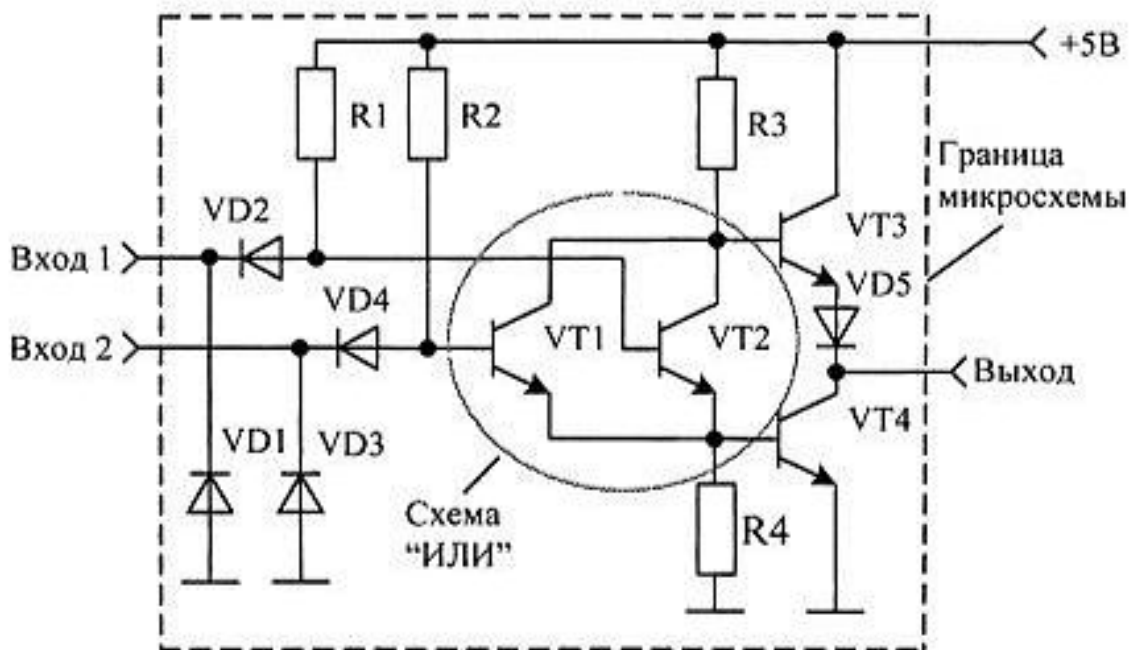 +5В
R1
R2
R3
Граница
микросхемы
VD2
VT3
Вход 1
VD5
VD4
VT1
VT2
Вход 2
Выход
VT4
VD1
VD3
Схема
“ИЛИ”
R4